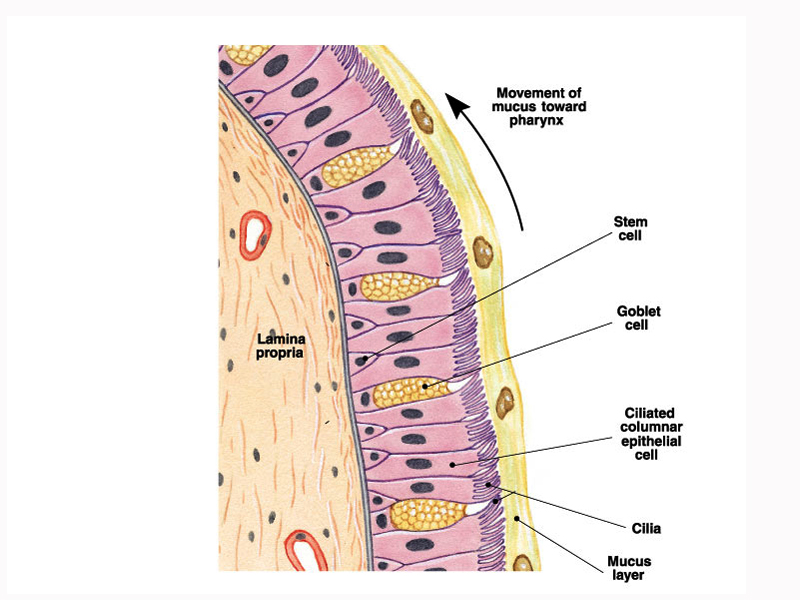 Movement of
mucus toward
pharynx
Stem
cell
Goblet
cell
Lamina
propria
Ciliated
columnar
epithelial
cell
Cilia
Mucus
layer